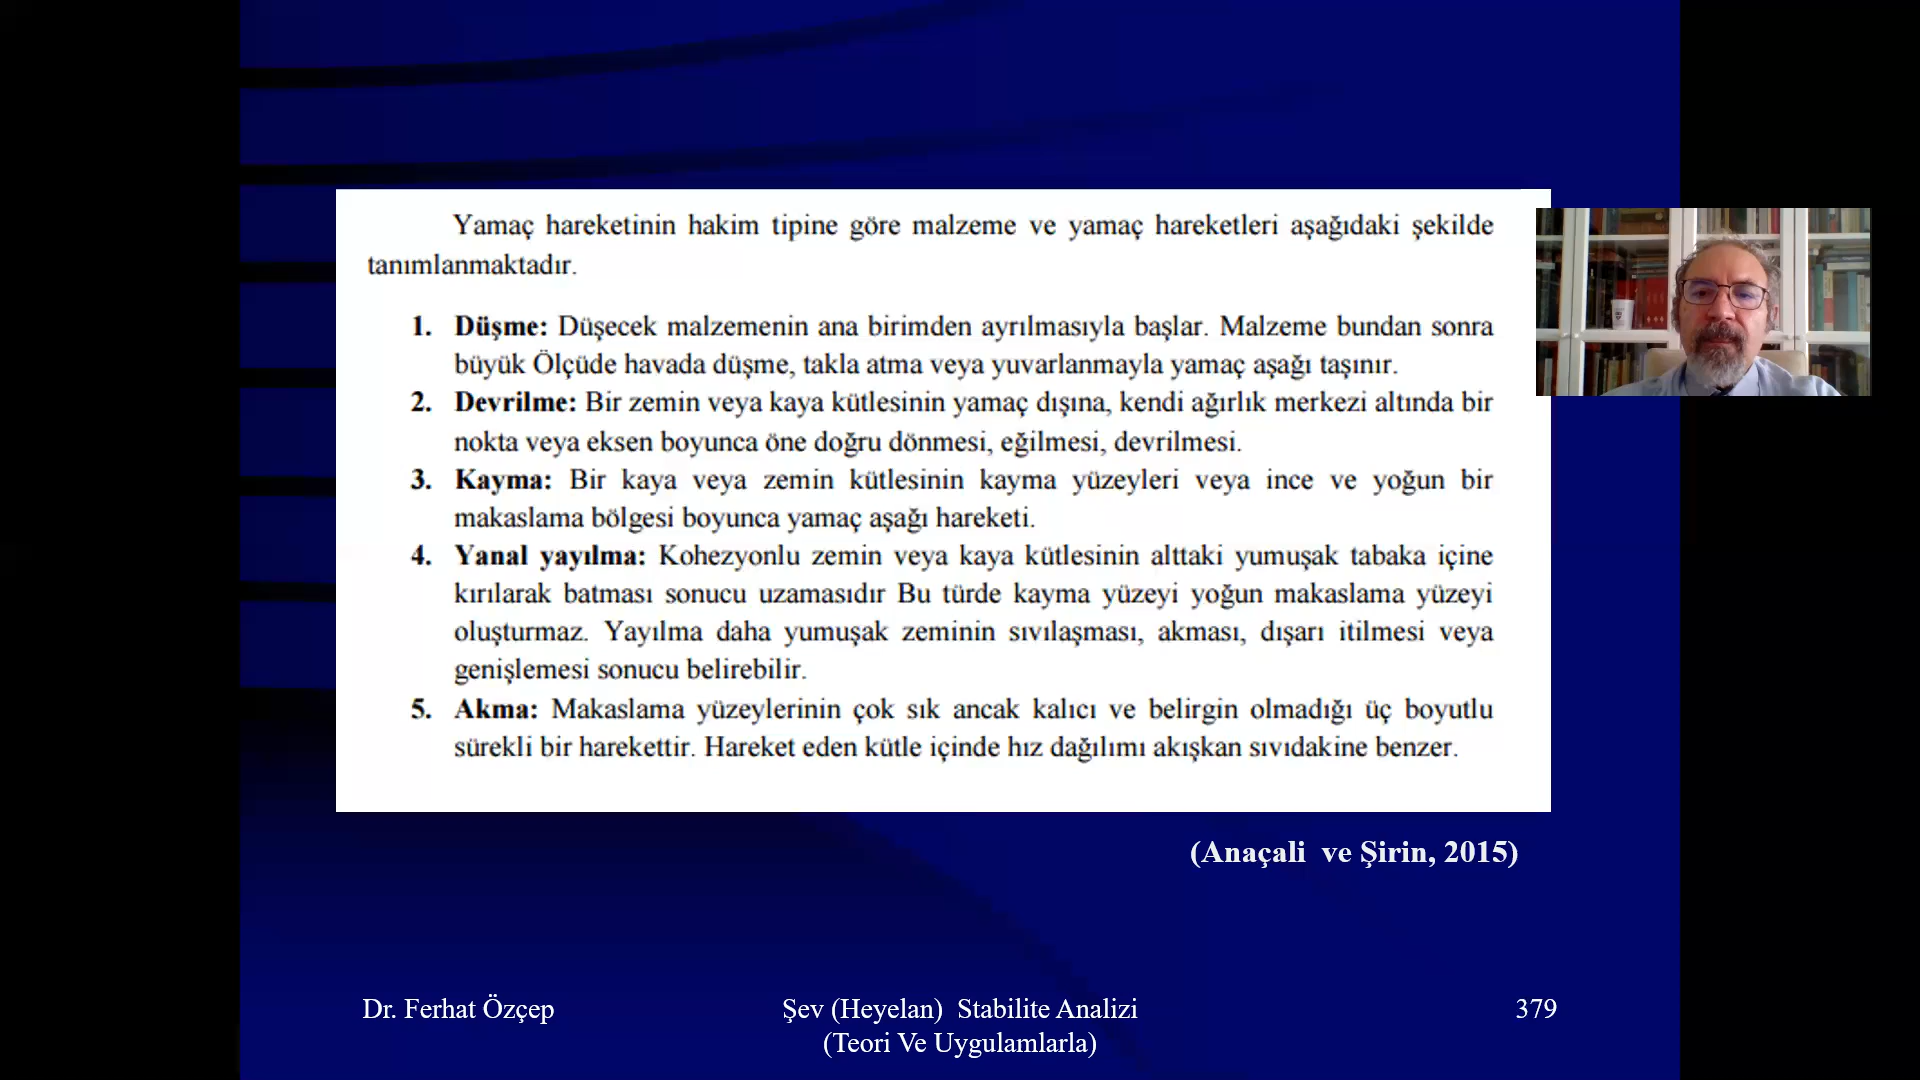 Yamaç hareketinin hakim tipine göre malzeme ve yamaç hareketleri aşağıdaki şekilde
tanımlanmaktadır.
1. Düşme: Düşecek malzemenin ana birimden ayrılmasıyla başlar. Malzeme bundan sonra
büyük Ölçüde havada düşme, takla atma veya yuvarlanmayla yamaç aşağı taşınır.
2. Devrilme: Bir zemin veya kaya kütlesinin yamaç dışına, kendi ağırlık merkezi altında bir
nokta veya eksen boyunca öne doğru dönmesi, eğilmesi, devrilmesi.
3. Kayma: Bir kaya veya zemin kütlesinin kayma yüzeyleri veya ince ve yoğun bir
makaslama bölgesi boyunca yamaç aşağı hareketi.
4. Yanal yayılma: Kohezyonlu zemin veya kaya kütlesinin alttaki yumuşak tabaka içine
kırılarak batması sonucu uzamasıdır Bu türde kayma yüzeyi yoğun makaslama yüzeyi
oluşturmaz. Yayılma daha yumuşak zeminin sıvılaşması, akması, dışarı itilmesi veya
genişlemesi sonucu belirebilir.
5. Akma: Makaslama yüzeylerinin çok sık ancak kalıcı ve belirgin olmadığı üç boyutlu
sürekli bir harekettir. Hareket eden kütle içinde hız dağılımı akışkan sıvıdakine benzer.
(Anaçali ve Şirin, 2015)
Dr. Ferhat Özçep
Şev (Heyelan) Stabilite Analizi
(Teori Ve Uygulamlarla)
379